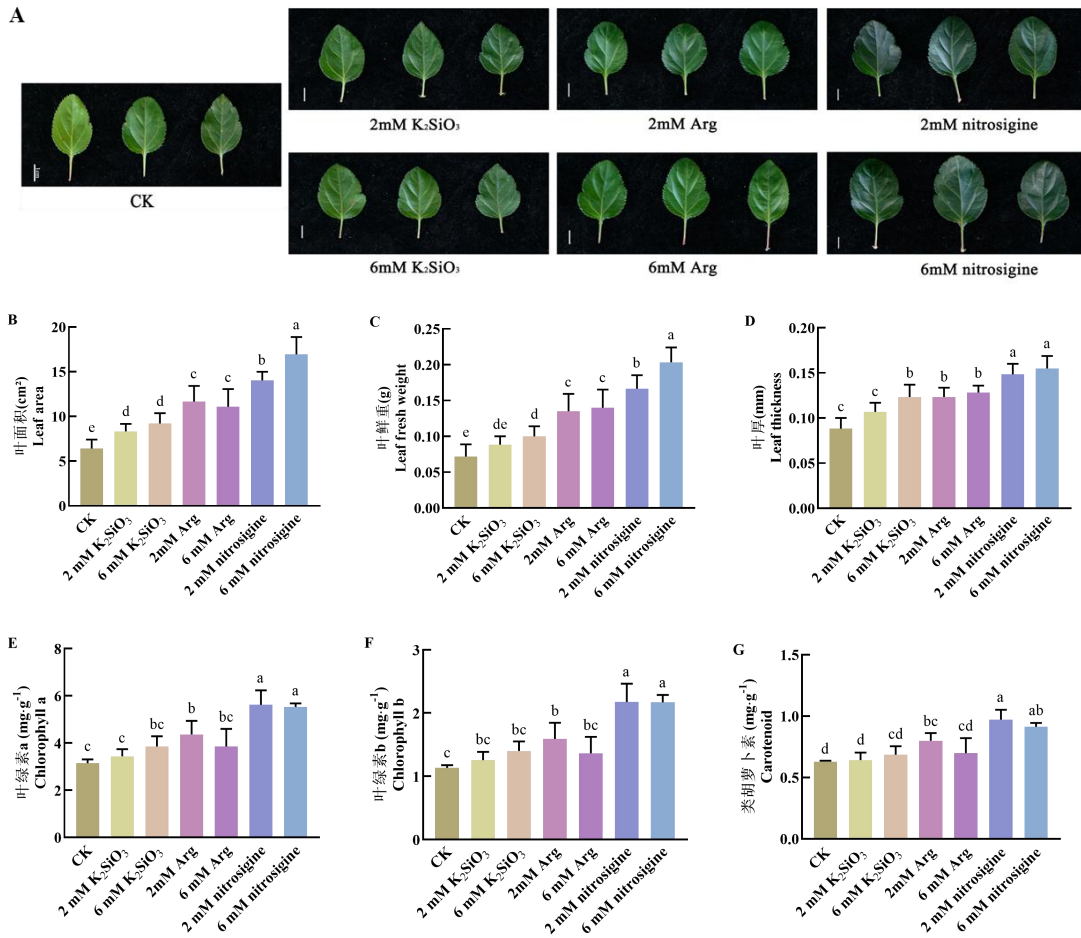 A
1cm
CK
2mM K₂SiO₃
2mM Arg
2mM nitrosigine
6mM K₂SiO₃
6mM Arg
6mM nitrosigine
B
叶面积(cm²)
Leaf area
20
15
10
5
0
e
d
d
c
c
b
a
CK
2 mM K₂SiO₃
6 mM K₂SiO₃
2mM Arg
6 mM Arg
2 mM nitrosigine
6 mM nitrosigine
C
叶鲜重(g)
Leaf fresh weight
0.25
0.20
0.15
0.10
0.05
0.00
e
de
d
c
c
b
a
CK
2 mM K₂SiO₃
6 mM K₂SiO₃
2mM Arg
6 mM Arg
2 mM nitrosigine
6 mM nitrosigine
D
叶厚(mm)
Leaf thickness
0.20
0.15
0.10
0.05
0.00
c
c
b
b
b
a
a
CK
2 mM K₂SiO₃
6 mM K₂SiO₃
2mM Arg
6 mM Arg
2 mM nitrosigine
6 mM nitrosigine
E
叶绿素a (mg·g⁻¹)
Chlorophyll a
8
6
4
2
0
c
c
bc
b
bc
a
a
CK
2 mM K₂SiO₃
6 mM K₂SiO₃
2mM Arg
6 mM Arg
2 mM nitrosigine
6 mM nitrosigine
F
叶绿素b (mg·g⁻¹)
Chlorophyll b
3
2
1
0
c
bc
bc
b
bc
a
a
CK
2 mM K₂SiO₃
6 mM K₂SiO₃
2mM Arg
6 mM Arg
2 mM nitrosigine
6 mM nitrosigine
G
类胡萝卜素 (mg·g⁻¹)
Carotenoid
1.5
1.0
0.5
0.0
d
d
cd
bc
cd
a
ab
CK
2 mM K₂SiO₃
6 mM K₂SiO₃
2mM Arg
6 mM Arg
2 mM nitrosigine
6 mM nitrosigine